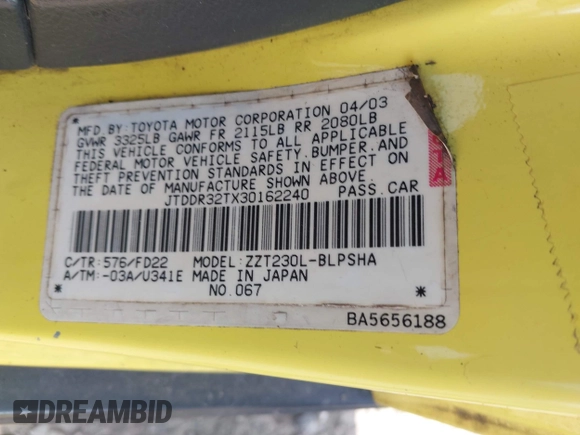 MFD. BY: TOYOTA MOTOR CORPORATION 04/03
GVWR 3325LB GAWR FR 2115LB RR 2080LB
THIS VEHICLE CONFORMS TO ALL APPLICABLE
FEDERAL MOTOR VEHICLE SAFETY, BUMPER, AND
THEFT PREVENTION STANDARDS IN EFFECT ON
THE DATE OF MANUFACTURE SHOWN ABOVE.
JTDDR32TX30162240 PASS. CAR
C/TR: 576/FD22 MODEL: ZZT230L-BLPSHA
A/TM: -03A/U341E MADE IN JAPAN
* NO. 067 *
BA5656188
DREAMBID